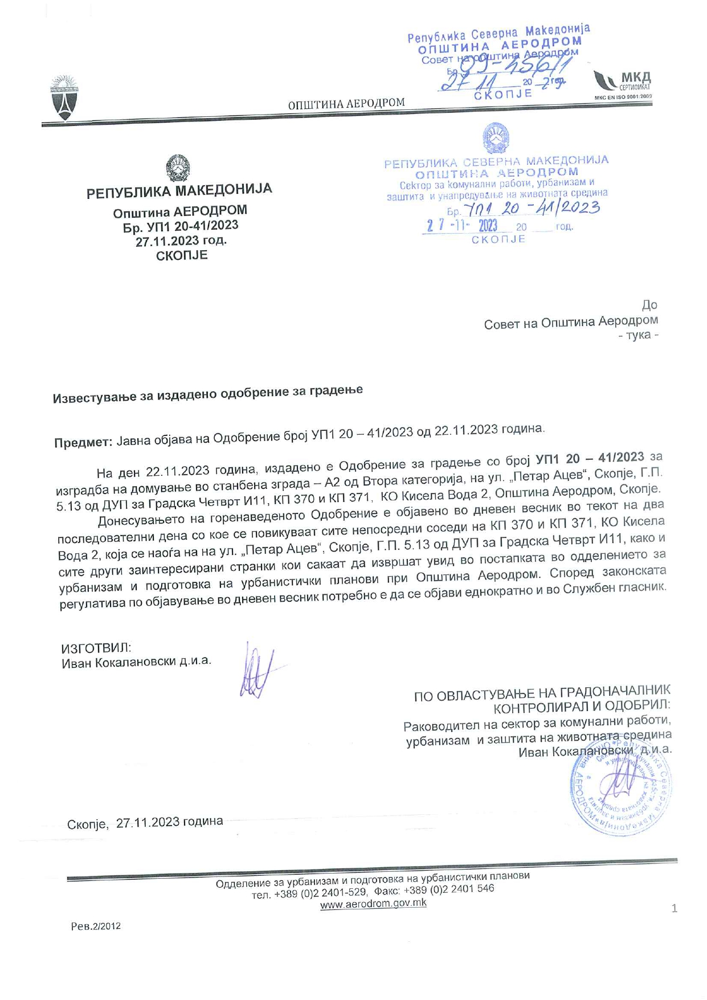 Република Северна Македонија
ОПШТИНА АЕРОДРОМ
Совет на општина Аеродром
Бр. 09-456/1
27 11 20 23 год.
СКОПЈЕ
МКД
СЕРТИФИКАТ
МКС EN ISO 9001:2009
ОПШТИНА АЕРОДРОМ
РЕПУБЛИКА СЕВЕРНА МАКЕДОНИЈА
ОПШТИНА АЕРОДРОМ
Сектор за комунални работи, урбанизам и
заштита и унапредување на животната средина
Бр. УП1 20-41/2023
27-11- 2023 20 ____ год.
СКОПЈЕ
РЕПУБЛИКА МАКЕДОНИЈА
Општина АЕРОДРОМ
Бр. УП1 20-41/2023
27.11.2023 год.
СКОПЈЕ
До
Совет на Општина Аеродром
- тука -
Известување за издадено одобрение за градење
Предмет: Јавна објава на Одобрение број УП1 20 – 41/2023 од 22.11.2023 година.
На ден 22.11.2023 година, издадено е Одобрение за градење со број УП1 20 – 41/2023 за
изградба на домување во станбена зграда – А2 од Втора категорија, на ул. „Петар Ацев“, Скопје, Г.П.
5.13 од ДУП за Градска Четврт И11, КП 370 и КП 371, КО Кисела Вода 2, Општина Аеродром, Скопје.
Донесувањето на горенаведеното Одобрение е објавено во дневен весник во текот на два
последователни дена со кое се повикуваат сите непосредни соседи на КП 370 и КП 371, КО Кисела
Вода 2, која се наоѓа на на ул. „Петар Ацев“, Скопје, Г.П. 5.13 од ДУП за Градска Четврт И11, како и
сите други заинтересирани странки кои сакаат да извршат увид во постапката во одделението за
урбанизам и подготовка на урбанистички планови при Општина Аеродром. Според законската
регулатива по објавување во дневен весник потребно е да се објави еднократно и во Службен гласник.
ИЗГОТВИЛ:
Иван Кокалановски д.и.а.
ПО ОВЛАСТУВАЊЕ НА ГРАДОНАЧАЛНИК
КОНТРОЛИРАЛ И ОДОБРИЛ:
Раководител на сектор за комунални работи,
урбанизам и заштита на животната средина
Иван Кокалановски д.и.а.
Република Северна Македонија * Општина АЕРОДРОМ *
Скопје, 27.11.2023 година
Одделение за урбанизам и подготовка на урбанистички планови
тел. +389 (0)2 2401-529, Факс: +389 (0)2 2401 546
www.aerodrom.gov.mk
1
Рев.2/2012